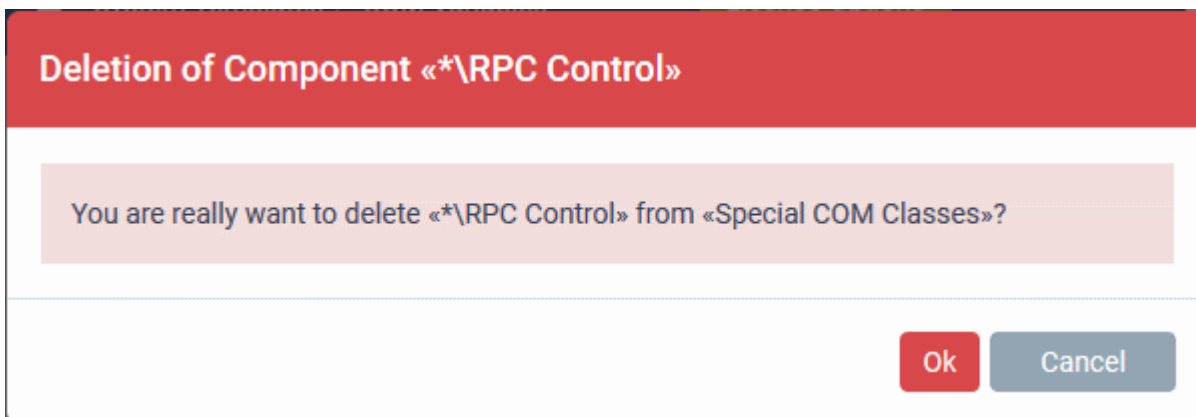 Deletion of Component «*\RPC Control»
You are really want to delete «*\RPC Control» from «Special COM Classes»?
Ok
Cancel